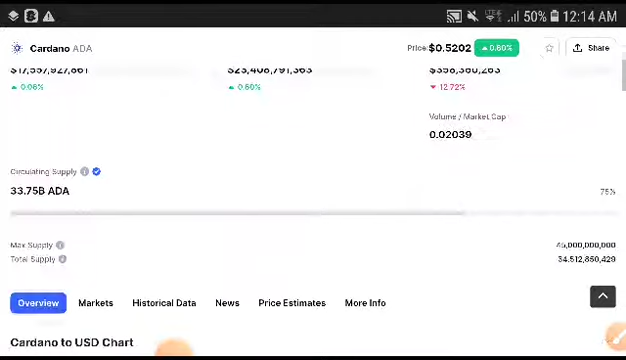 50% 12:14 AM
Cardano ADA Price: $0.5202 0.60% Share
$17,557,927,861 $23,408,791,363 $358,360,263
0.06% 0.60% 12.72%
Volume / Market Cap
0.02039
Circulating Supply
33.75B ADA 75%
Max Supply 45,000,000,000
Total Supply 34,512,850,429
Overview Markets Historical Data News Price Estimates More Info
Cardano to USD Chart